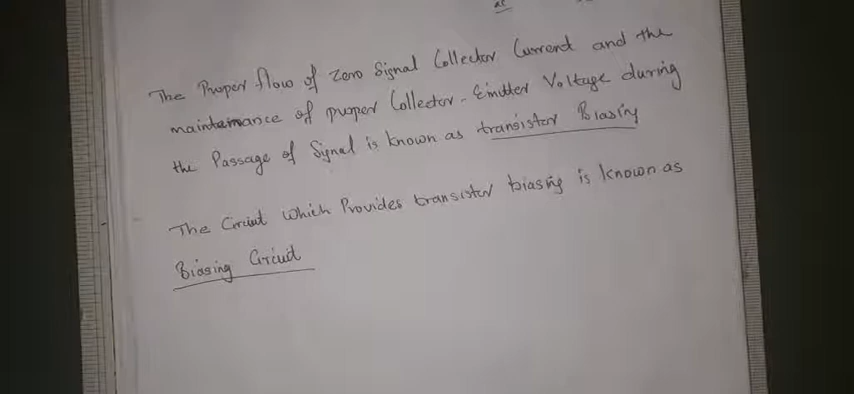 as
The Proper flow of Zero Signal Collector Current and the
maintenance of proper Collector - Emitter Voltage during
the Passage of Signal is known as transistor Biasing
The Circuit which Provides transistor biasing is known as
Biasing Circuit